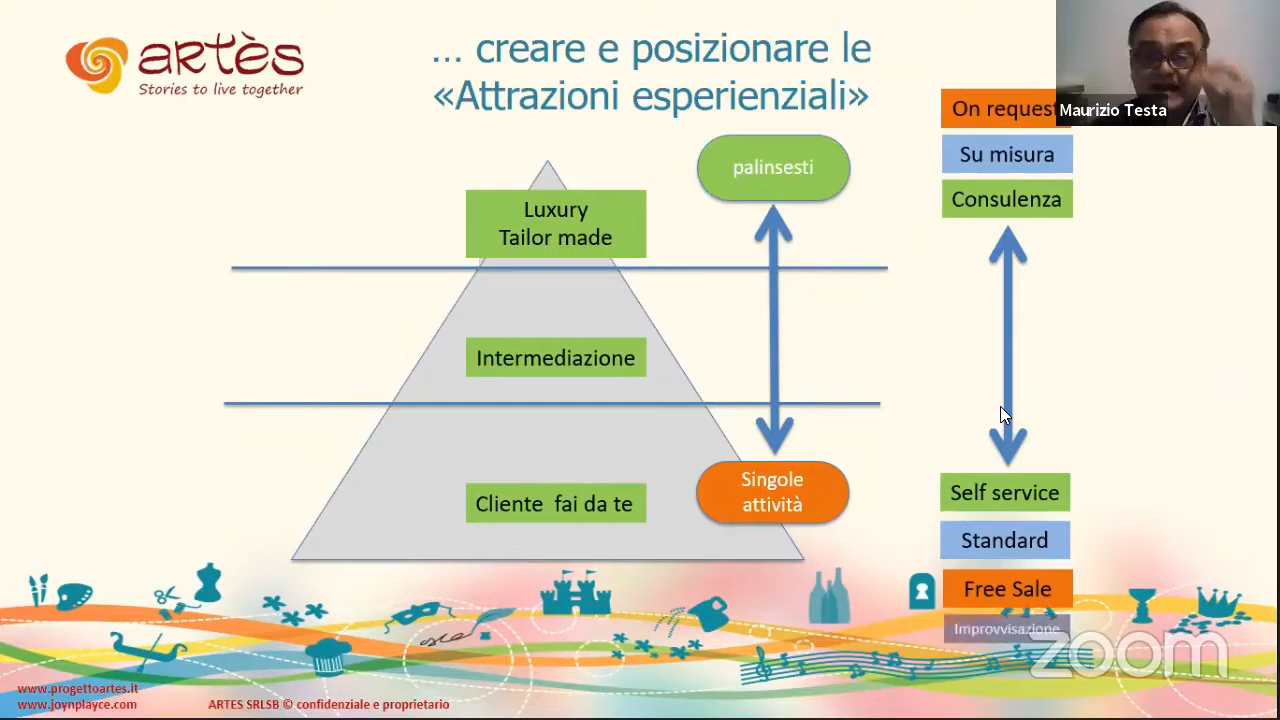 artès
Stories to live together
… creare e posizionare le
«Attrazioni esperienziali»
Maurizio Testa
On request
Su misura
Consulenza
palinsesti
Luxury
Tailor made
Intermediazione
Cliente fai da te
Singole
attività
Self service
Standard
Free Sale
Improvvisazione
zoom
www.progettoartes.it
www.joynplayce.com
ARTES SRLSB © confidenziale e proprietario